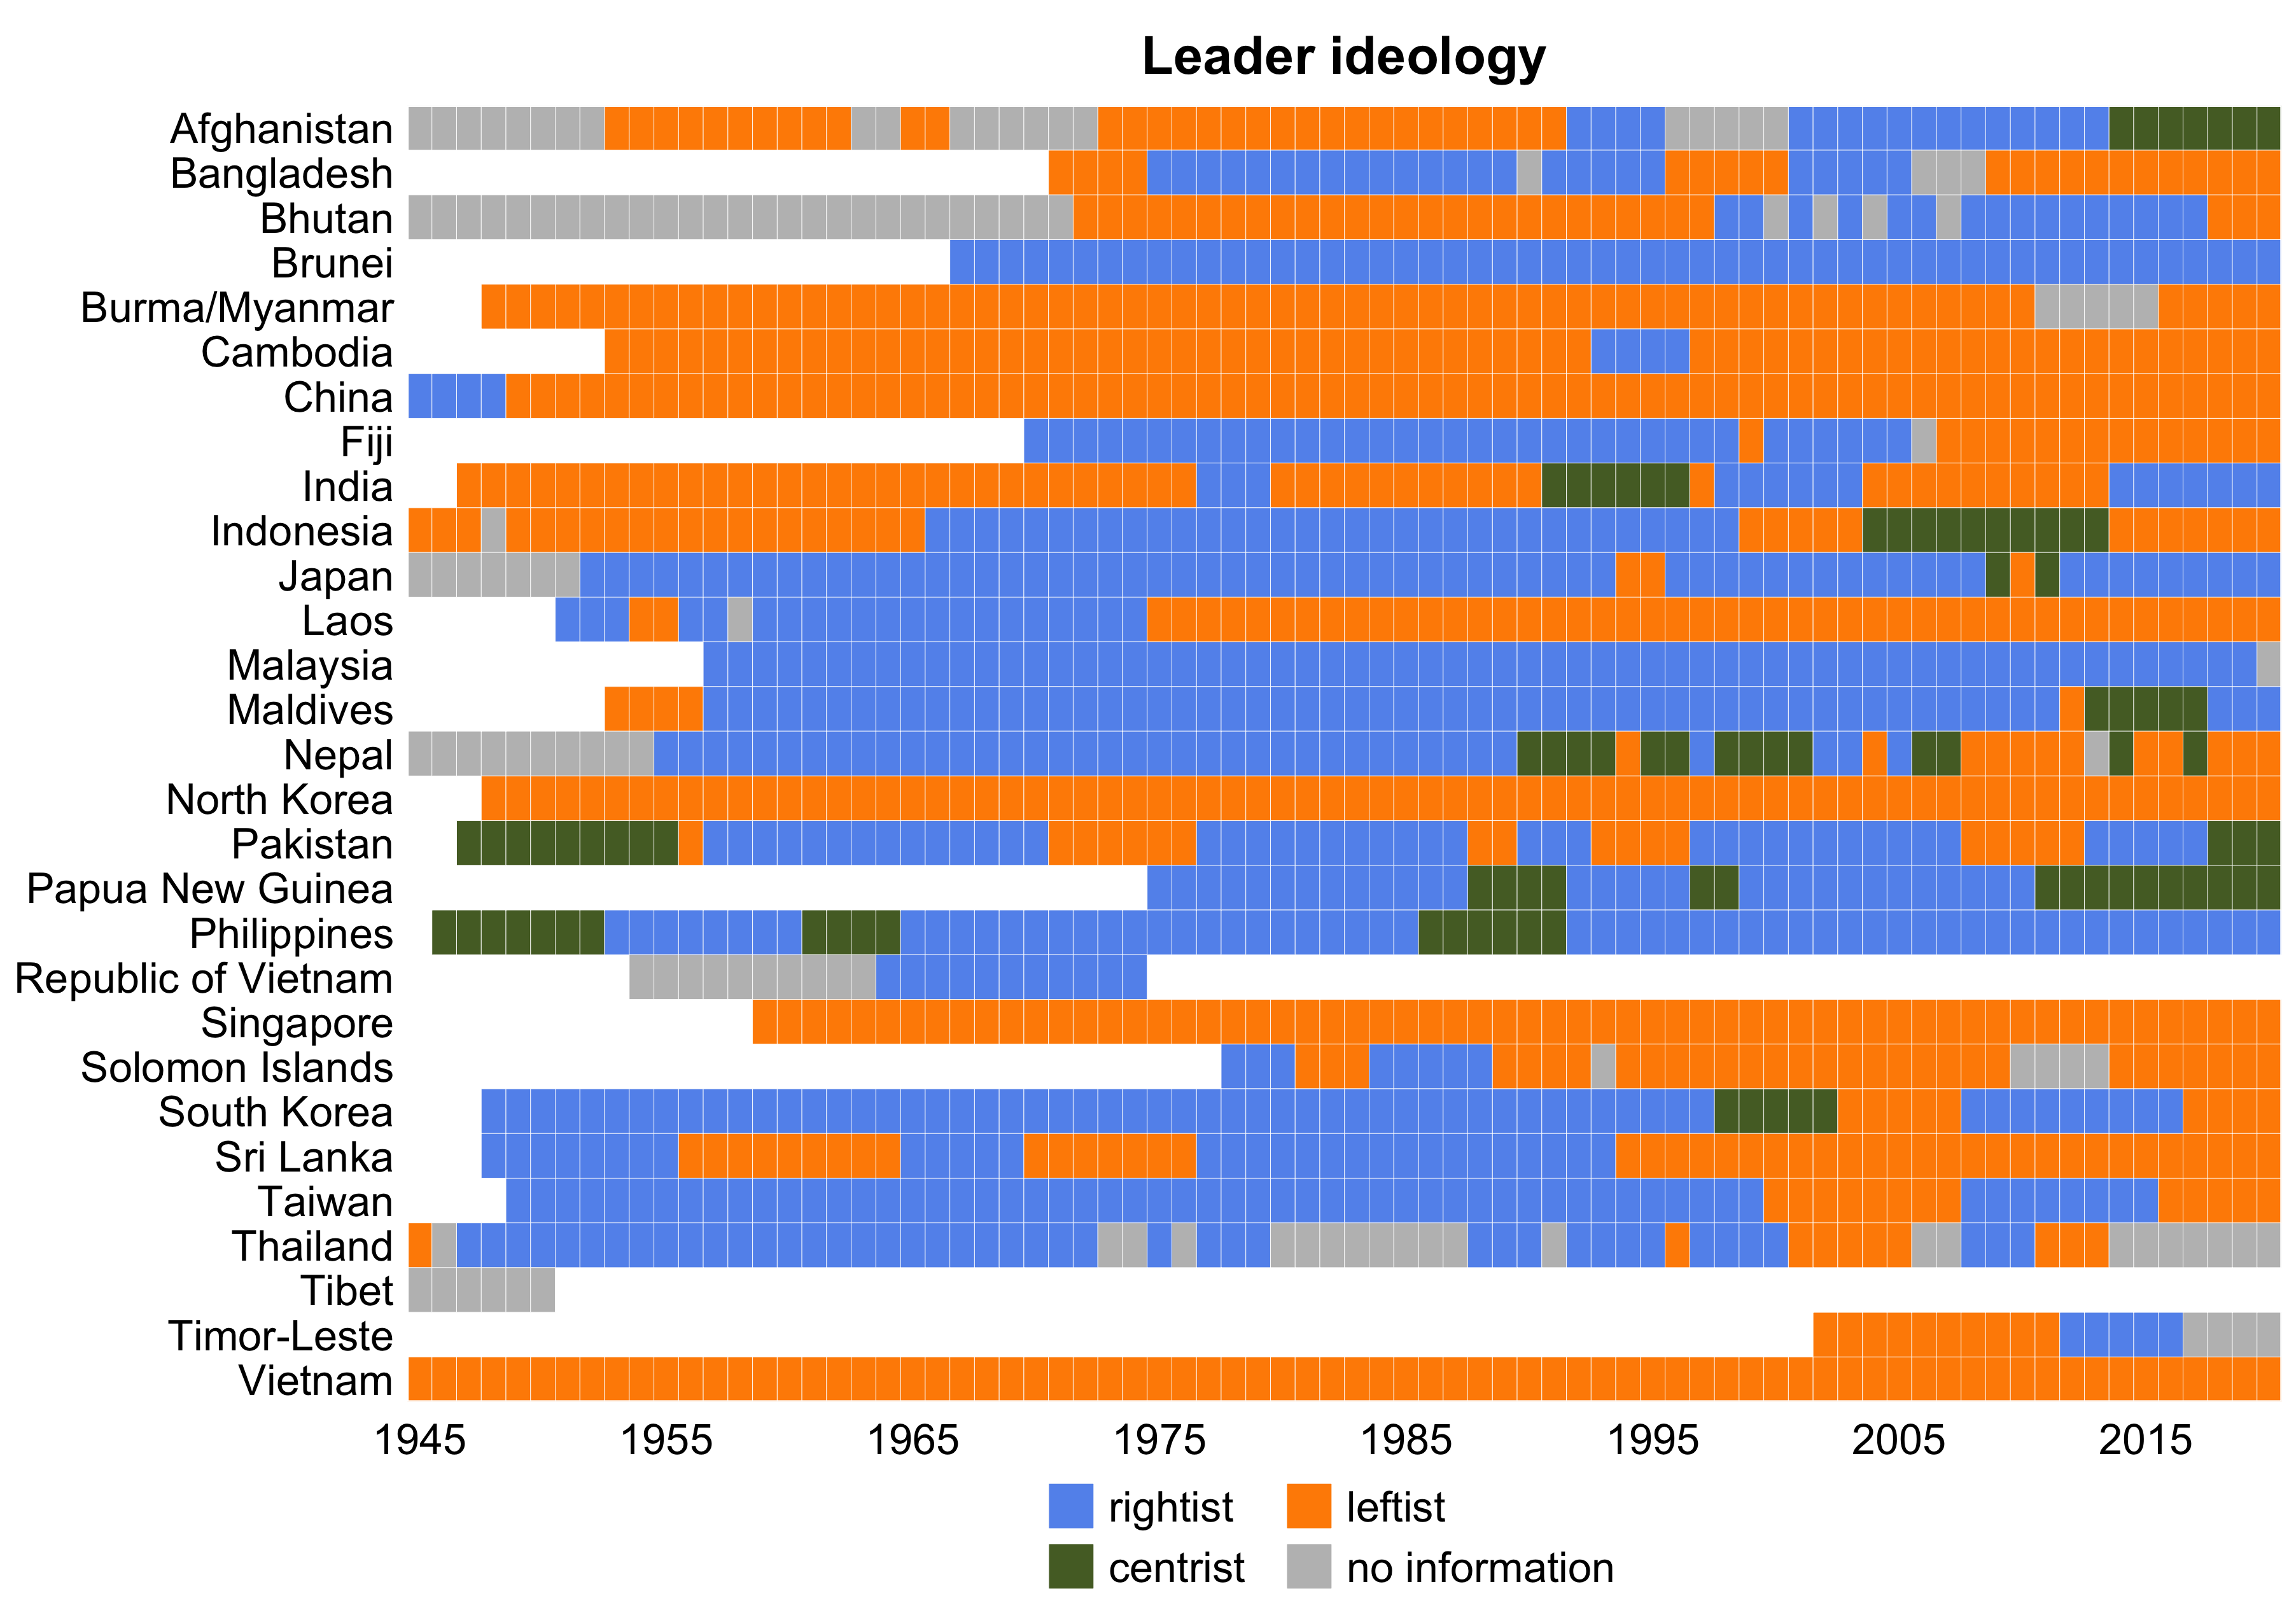 Leader ideology
Afghanistan
Bangladesh
Bhutan
Brunei
Burma/Myanmar
Cambodia
China
Fiji
India
Indonesia
Japan
Laos
Malaysia
Maldives
Nepal
North Korea
Pakistan
Papua New Guinea
Philippines
Republic of Vietnam
Singapore
Solomon Islands
South Korea
Sri Lanka
Taiwan
Thailand
Tibet
Timor-Leste
Vietnam
1945 1955 1965 1975 1985 1995 2005 2015
rightist leftist
centrist no information